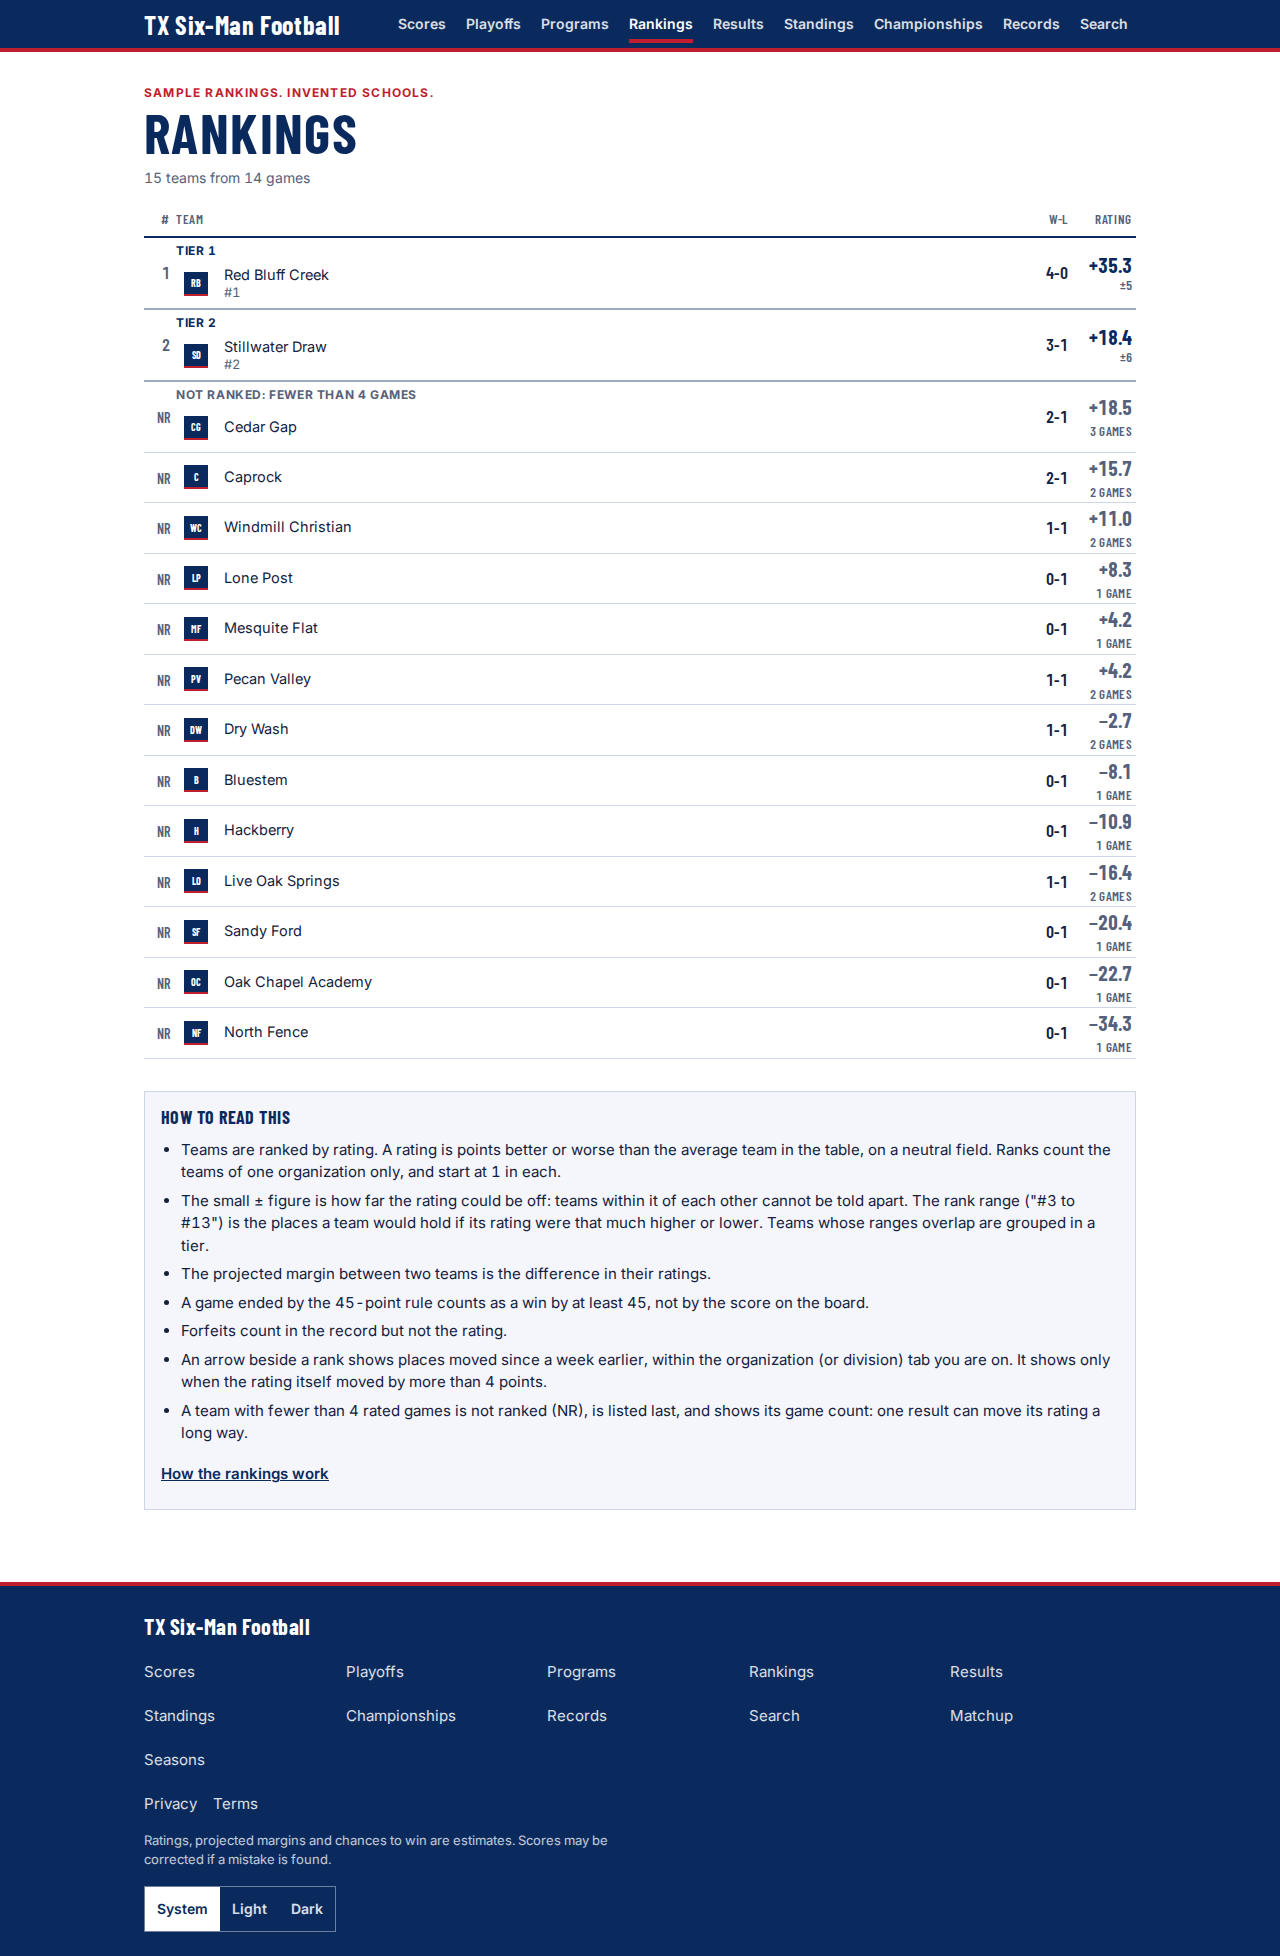 TX Six-Man Football
Scores Playoffs Programs Rankings Results Standings Championships Records Search
SAMPLE RANKINGS. INVENTED SCHOOLS.
RANKINGS
15 teams from 14 games
# TEAM W-L RATING
TIER 1
1 RB Red Bluff Creek 4-0 +35.3
#1 ±5
TIER 2
2 SD Stillwater Draw 3-1 +18.4
#2 ±6
NOT RANKED: FEWER THAN 4 GAMES
NR CG Cedar Gap 2-1 +18.5
3 GAMES
NR C Caprock 2-1 +15.7
2 GAMES
NR WC Windmill Christian 1-1 +11.0
2 GAMES
NR LP Lone Post 0-1 +8.3
1 GAME
NR MF Mesquite Flat 0-1 +4.2
1 GAME
NR PV Pecan Valley 1-1 +4.2
2 GAMES
NR DW Dry Wash 1-1 −2.7
2 GAMES
NR B Bluestem 0-1 −8.1
1 GAME
NR H Hackberry 0-1 −10.9
1 GAME
NR LO Live Oak Springs 1-1 −16.4
2 GAMES
NR SF Sandy Ford 0-1 −20.4
1 GAME
NR OC Oak Chapel Academy 0-1 −22.7
1 GAME
NR NF North Fence 0-1 −34.3
1 GAME
HOW TO READ THIS
• Teams are ranked by rating. A rating is points better or worse than the average team in the table, on a neutral field. Ranks count the
teams of one organization only, and start at 1 in each.
• The small ± figure is how far the rating could be off: teams within it of each other cannot be told apart. The rank range ("#3 to
#13") is the places a team would hold if its rating were that much higher or lower. Teams whose ranges overlap are grouped in a
tier.
• The projected margin between two teams is the difference in their ratings.
• A game ended by the 45-point rule counts as a win by at least 45, not by the score on the board.
• Forfeits count in the record but not the rating.
• An arrow beside a rank shows places moved since a week earlier, within the organization (or division) tab you are on. It shows only
when the rating itself moved by more than 4 points.
• A team with fewer than 4 rated games is not ranked (NR), is listed last, and shows its game count: one result can move its rating a
long way.
How the rankings work
TX Six-Man Football
Scores Playoffs Programs Rankings Results
Standings Championships Records Search Matchup
Seasons
Privacy Terms
Ratings, projected margins and chances to win are estimates. Scores may be
corrected if a mistake is found.
System Light Dark